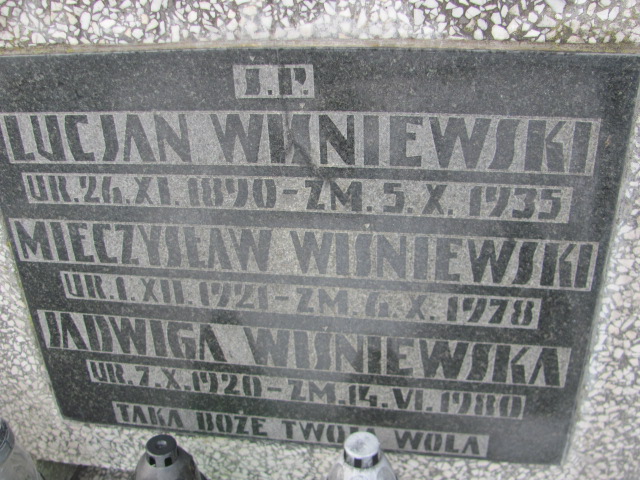 Ś.P.
LUCJAN WIŚNIEWSKI
UR. 26. XI. 1890 - ZM. 5. X. 1935
MIECZYSŁAW WIŚNIEWSKI
UR. 1. XII. 1921 - ZM. 6. X. 1978
JADWIGA WIŚNIEWSKA
UR. 7. X. 1920 - ZM. 14. VI. 1980
TAKA BOŻE TWOJA WOLA